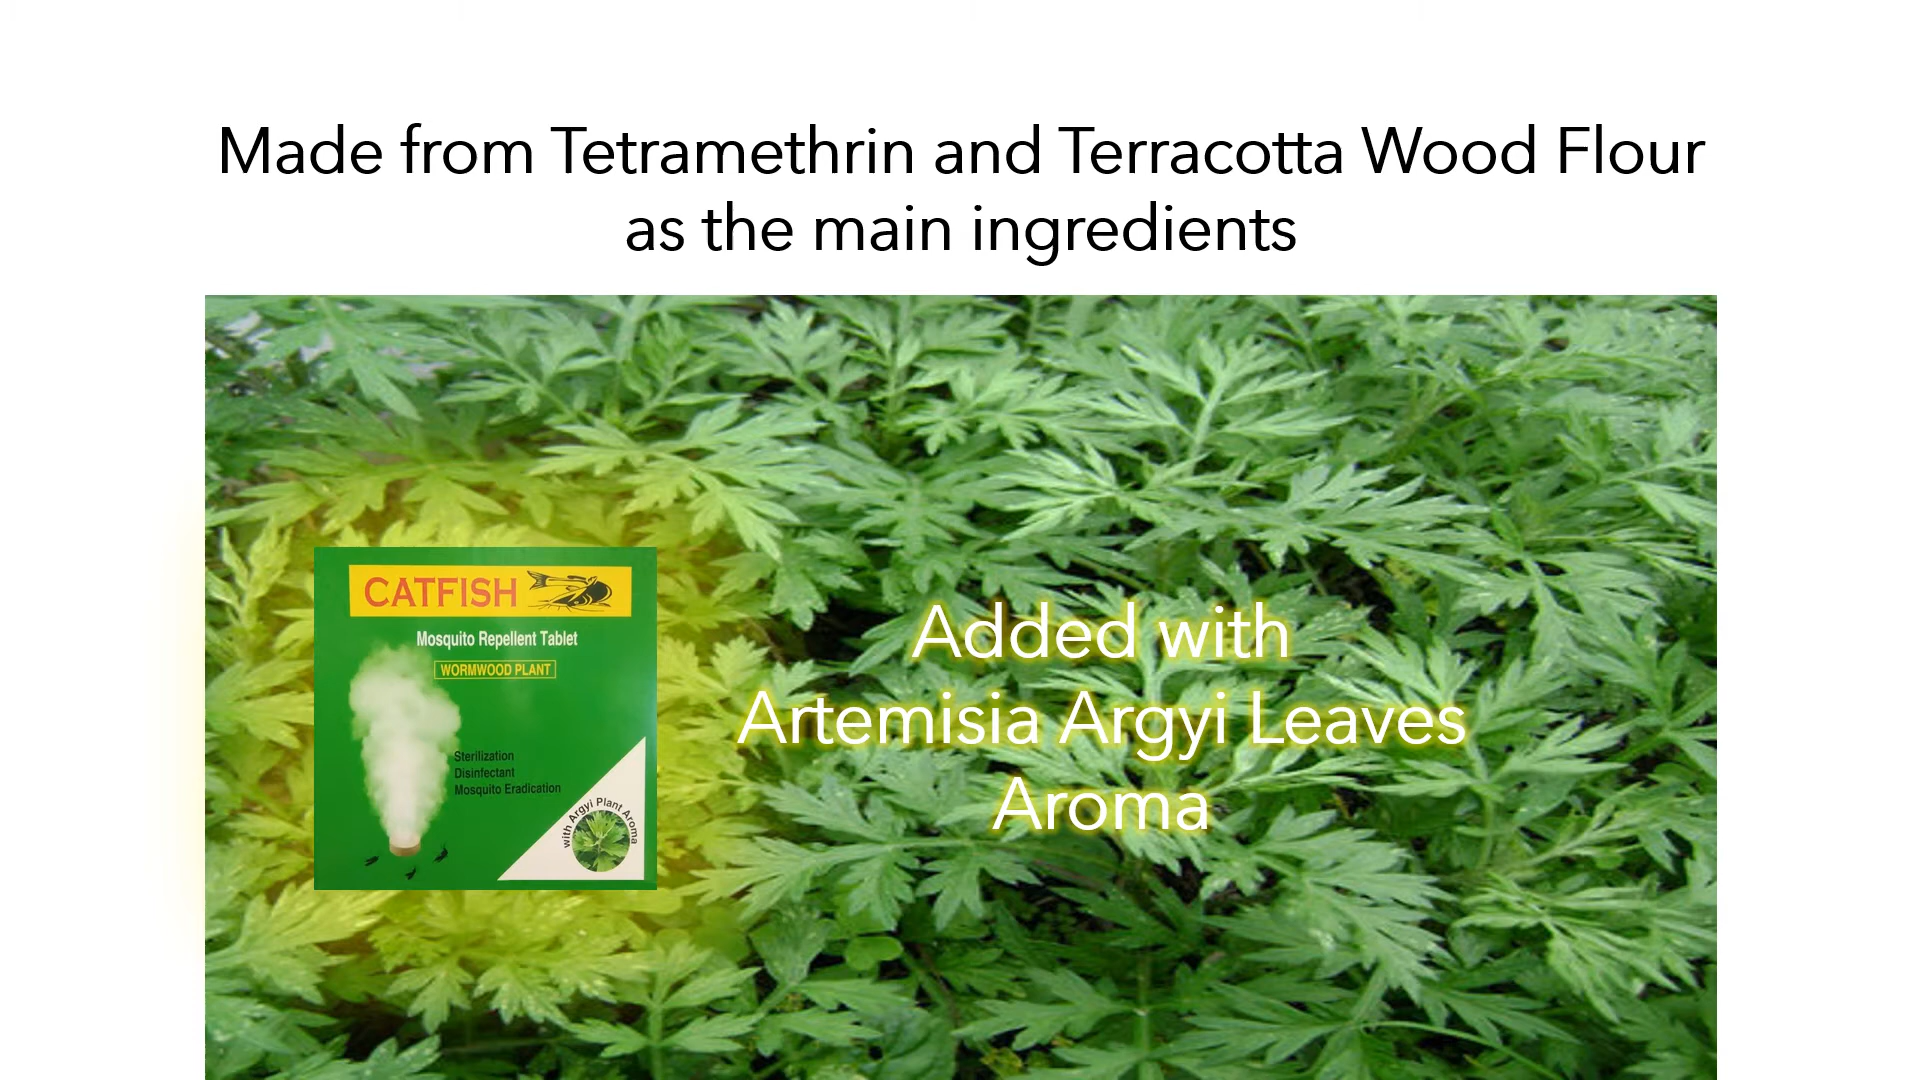 Made from Tetramethrin and Terracotta Wood Flour
as the main ingredients
CATFISH
Mosquito Repellent Tablet
WORMWOOD PLANT
Sterilization
Disinfectant
Mosquito Eradication
with Argyi Plant Aroma
Added with
Artemisia Argyi Leaves
Aroma